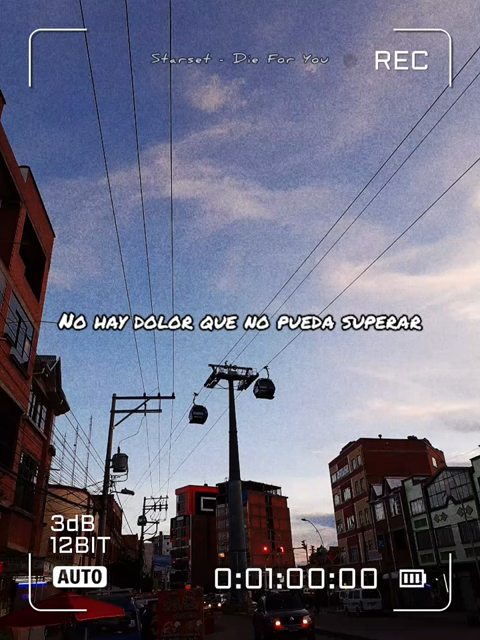 Starset - Die For You
REC
No hay dolor que no pueda superar
3dB
12BIT
AUTO
0:01:00:00